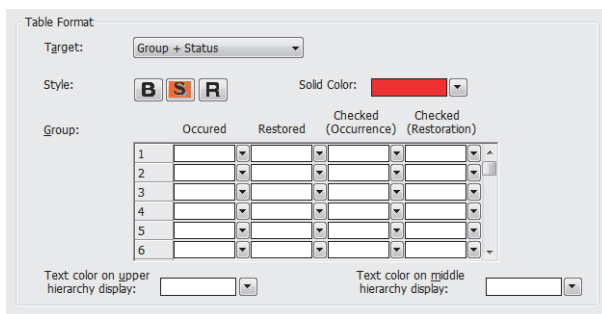 Table Format
Target:
Group + Status
Style:
B S R
Solid Color:
Group:
Occured
Restored
Checked
(Occurrence)
Checked
(Restoration)
1
2
3
4
5
6
Text color on upper
hierarchy display:
Text color on middle
hierarchy display: